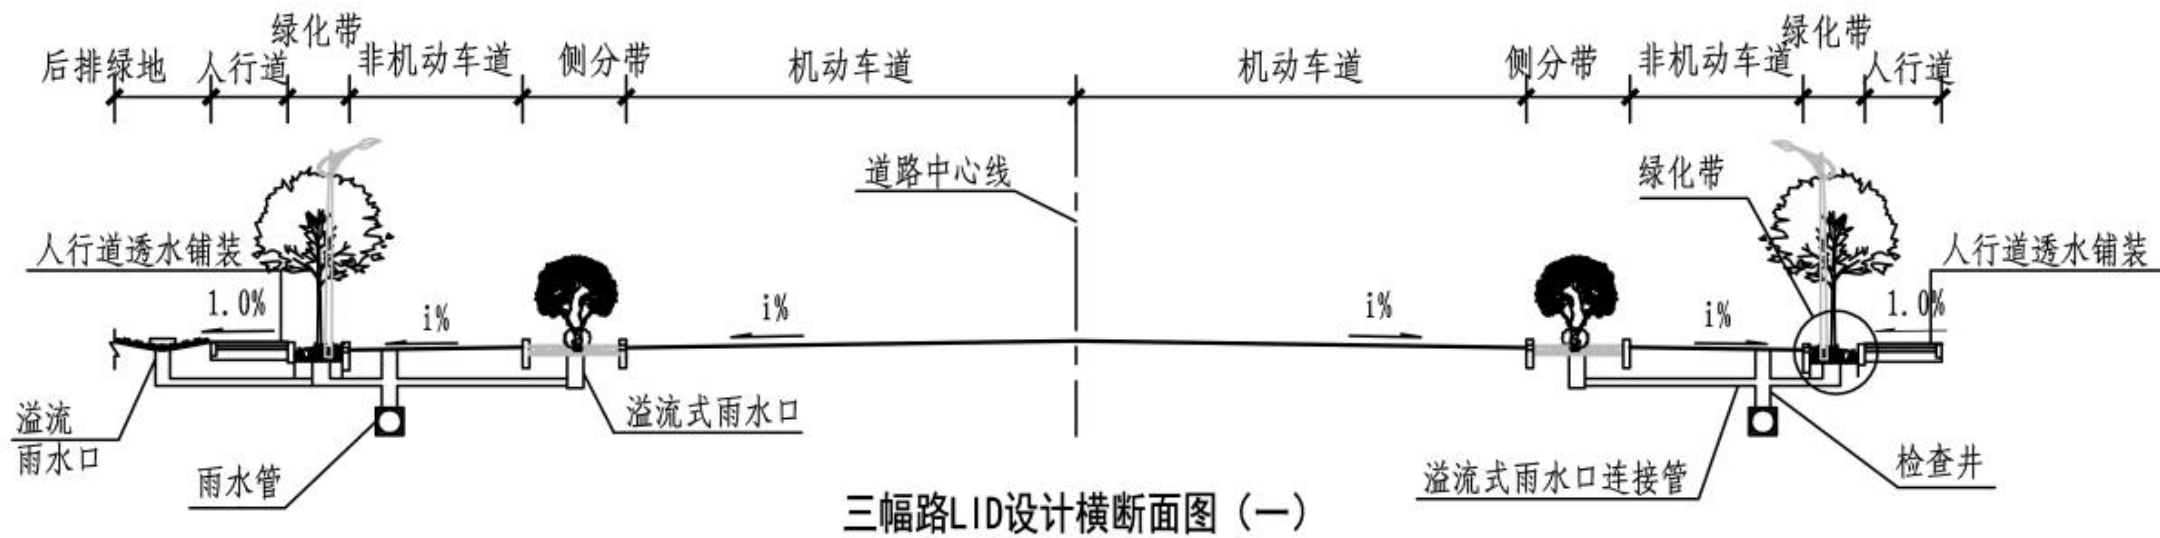 绿化带
绿化带
后排绿地
人行道
非机动车道
侧分带
机动车道
机动车道
侧分带
非机动车道
人行道
道路中心线
绿化带
人行道透水铺装
人行道透水铺装
1.0%
i%
i%
i%
i%
1.0%
溢流
雨水口
溢流式雨水口
雨水管
溢流式雨水口连接管
检查井
三幅路LID设计横断面图（一）